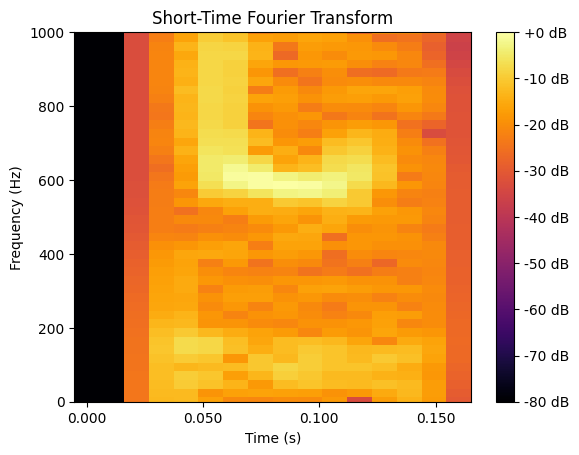 Short-Time Fourier Transform
1000
800
600
400
200
0
Frequency (Hz)
0.000
0.050
0.100
0.150
Time (s)
+0 dB
-10 dB
-20 dB
-30 dB
-40 dB
-50 dB
-60 dB
-70 dB
-80 dB